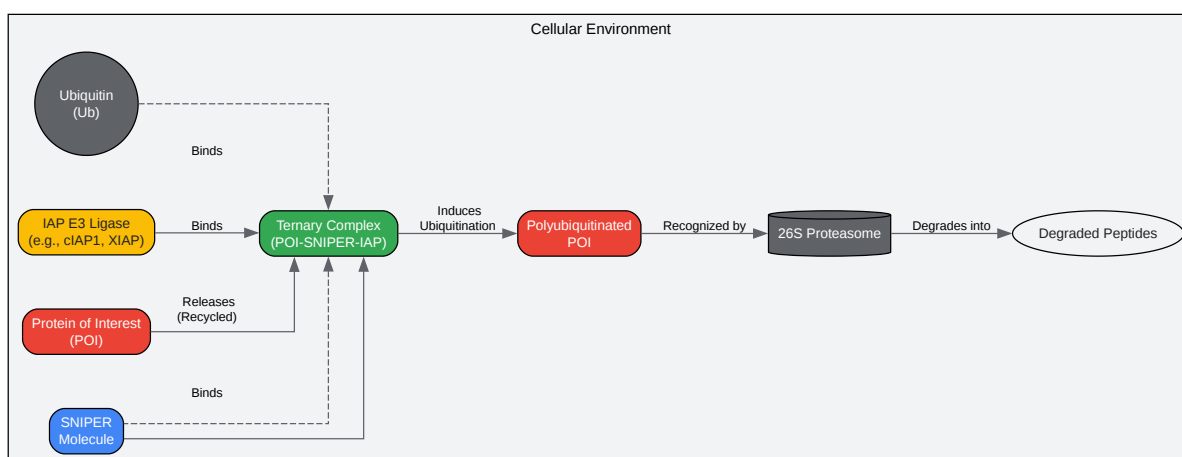 Cellular Environment
Ubiquitin
(Ub)
Binds
IAP E3 Ligase
(e.g., cIAP1, XIAP)
Binds
Ternary Complex
(POI-SNIPER-IAP)
Induces
Ubiquitination
Polyubiquitinated
POI
Recognized by
26S Proteasome
Degrades into
Degraded Peptides
Releases
(Recycled)
Protein of Interest
(POI)
Binds
SNIPER
Molecule